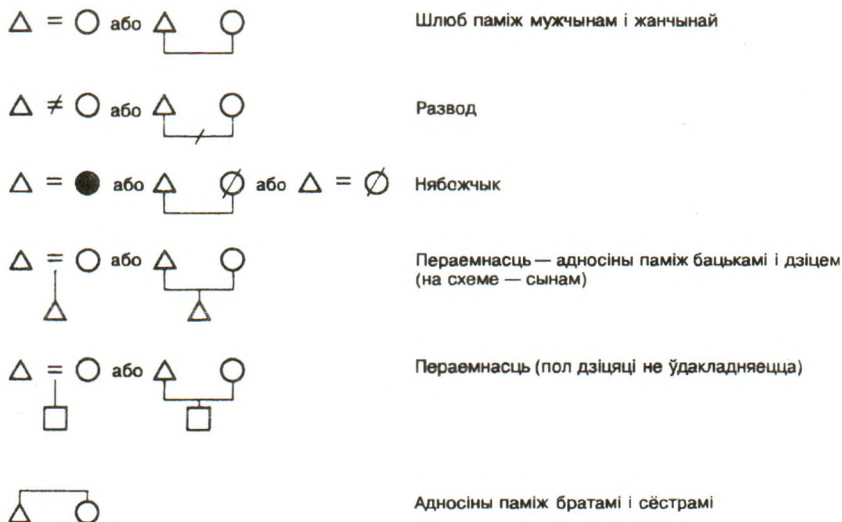 або Шлюб паміж мужчынам і жанчынай
або Развод
або або Нябожчык
або Пераемнасць — адносіны паміж бацькамі і дзіцем
(на схеме — сынам)
або Пераемнасць (пол дзіцяці не ўдакладняецца)
Адносіны паміж братамі і сёстрамі